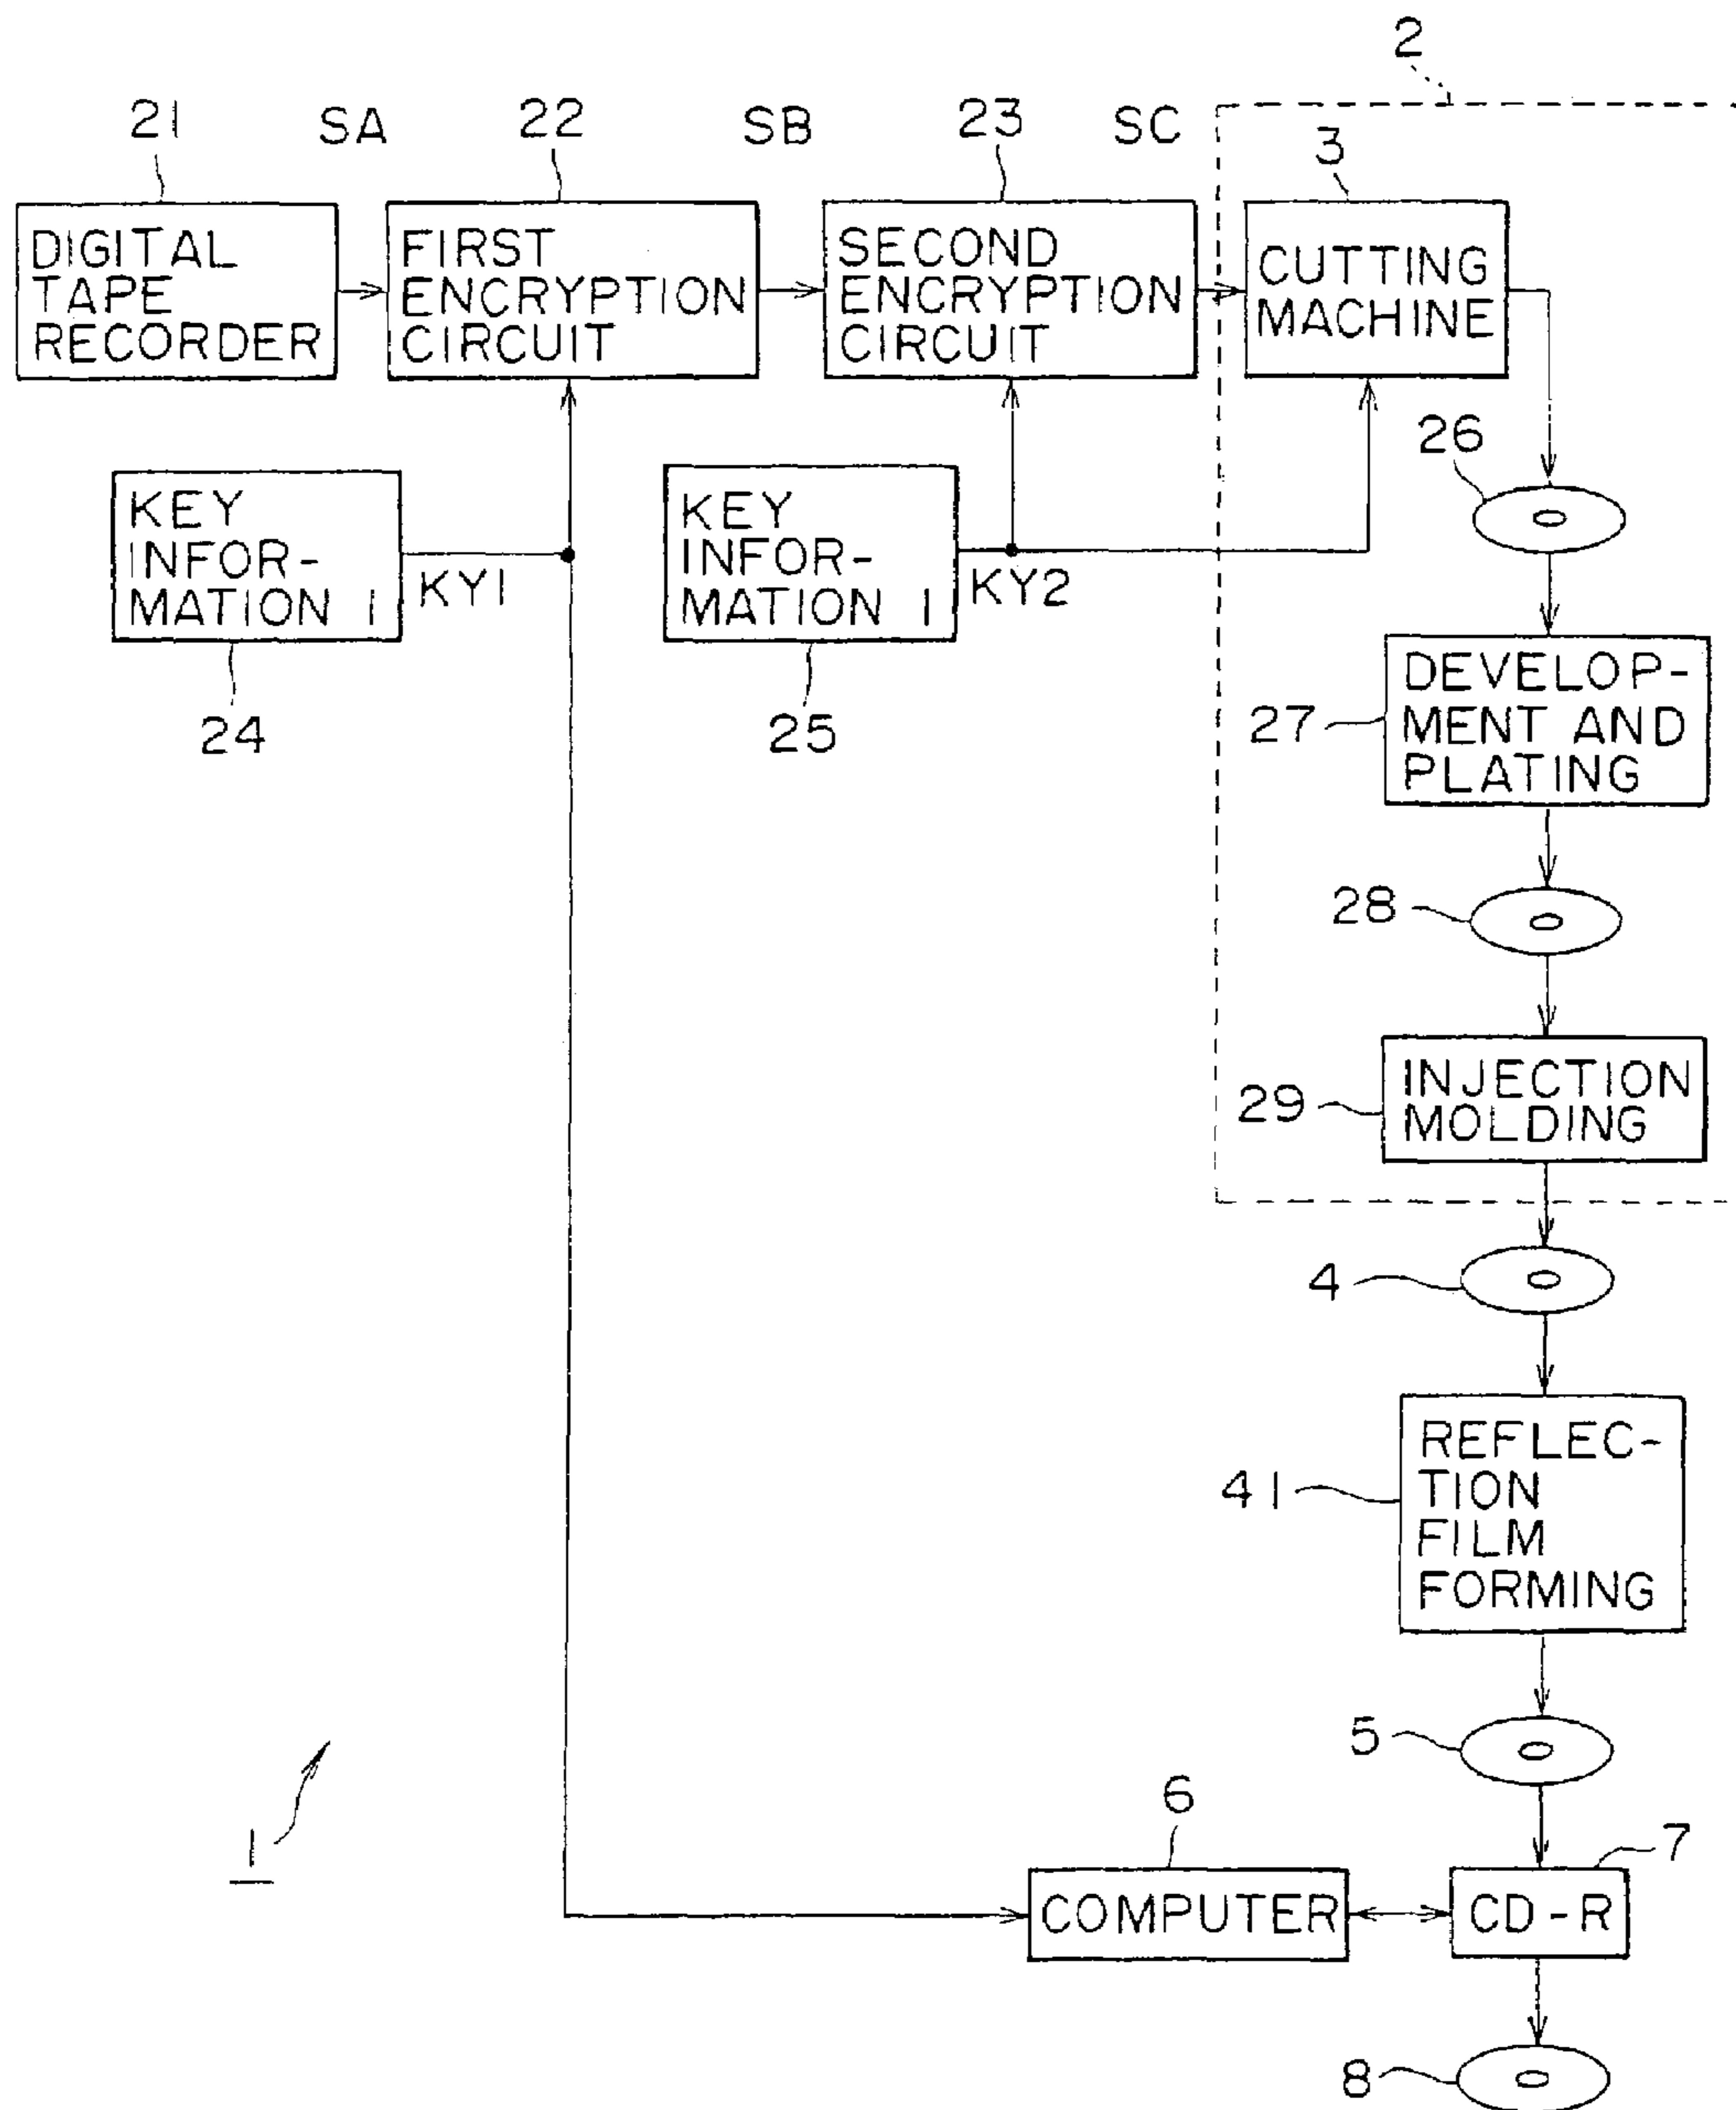 2
21 SA 22 SB 23 SC
3
DIGITAL
TAPE
RECORDER
FIRST
ENCRYPTION
CIRCUIT
SECOND
ENCRYPTION
CIRCUIT
CUTTING
MACHINE
26
KEY
INFOR-
MATION 1
KY1
KEY
INFOR-
MATION 1
KY2
24
25
27
DEVELOP-
MENT AND
PLATING
28
29
INJECTION
MOLDING
4
41
REFLEC-
TION
FILM
FORMING
5
1
6
7
COMPUTER
CD-R
8